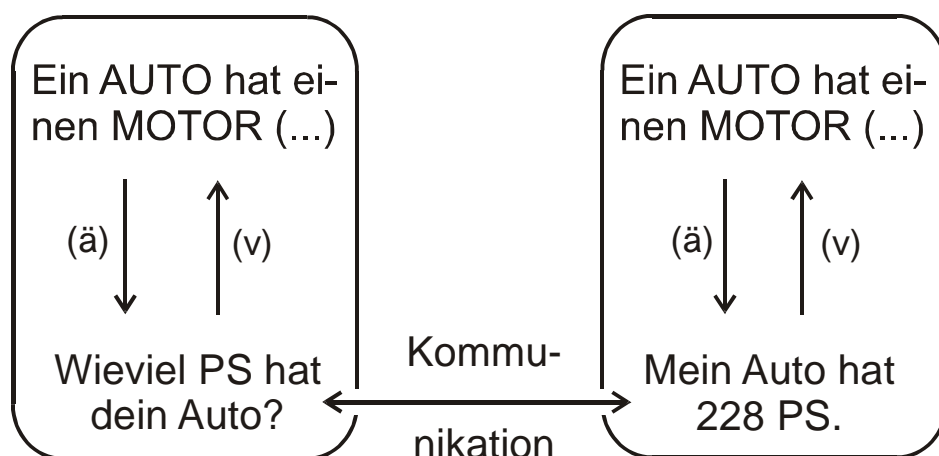 Ein AUTO hat ei-
nen MOTOR (...)
(ä)
(v)
Wieviel PS hat
dein Auto?
Kommu-
nikation
Ein AUTO hat ei-
nen MOTOR (...)
(ä)
(v)
Mein Auto hat
228 PS.